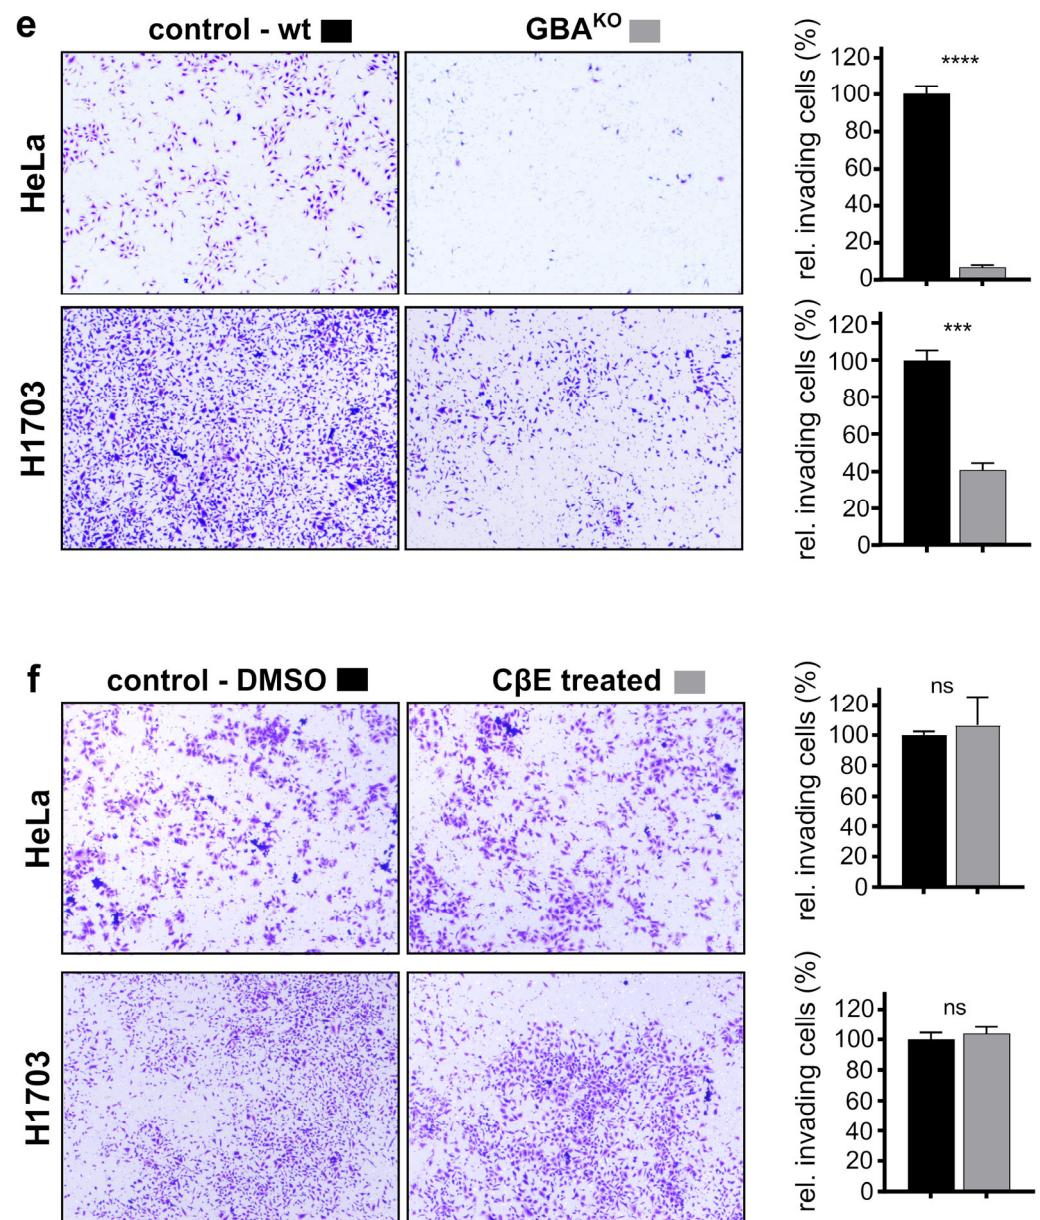 e
control - wt
GBAᴷᴼ
HeLa
rel. invading cells (%)
120
100
80
60
40
20
0
****
H1703
rel. invading cells (%)
120
100
80
60
40
20
0
***
f
control - DMSO
CβE treated
HeLa
rel. invading cells (%)
120
100
80
60
40
20
0
ns
H1703
rel. invading cells (%)
120
100
80
60
40
20
0
ns